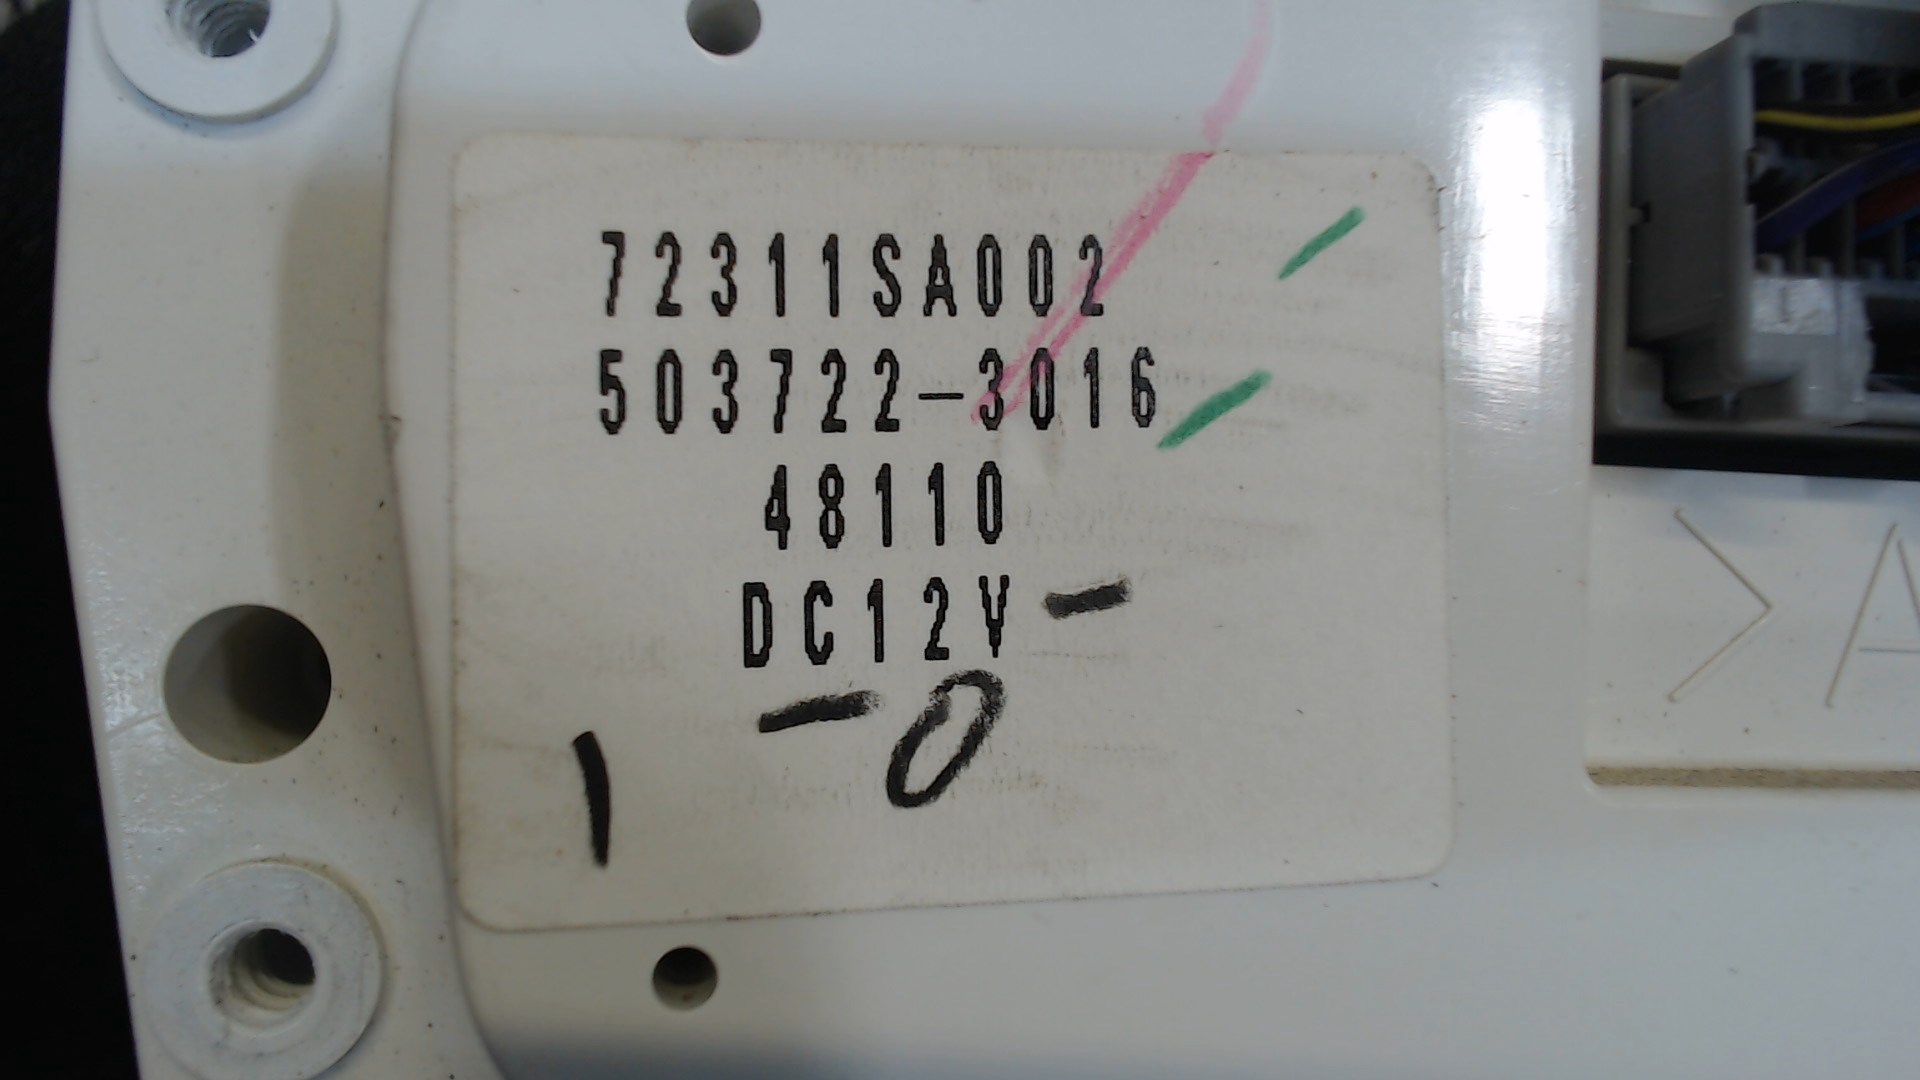 72311SA002
503722-3016
48110
DC12V -
- 0
1
> A